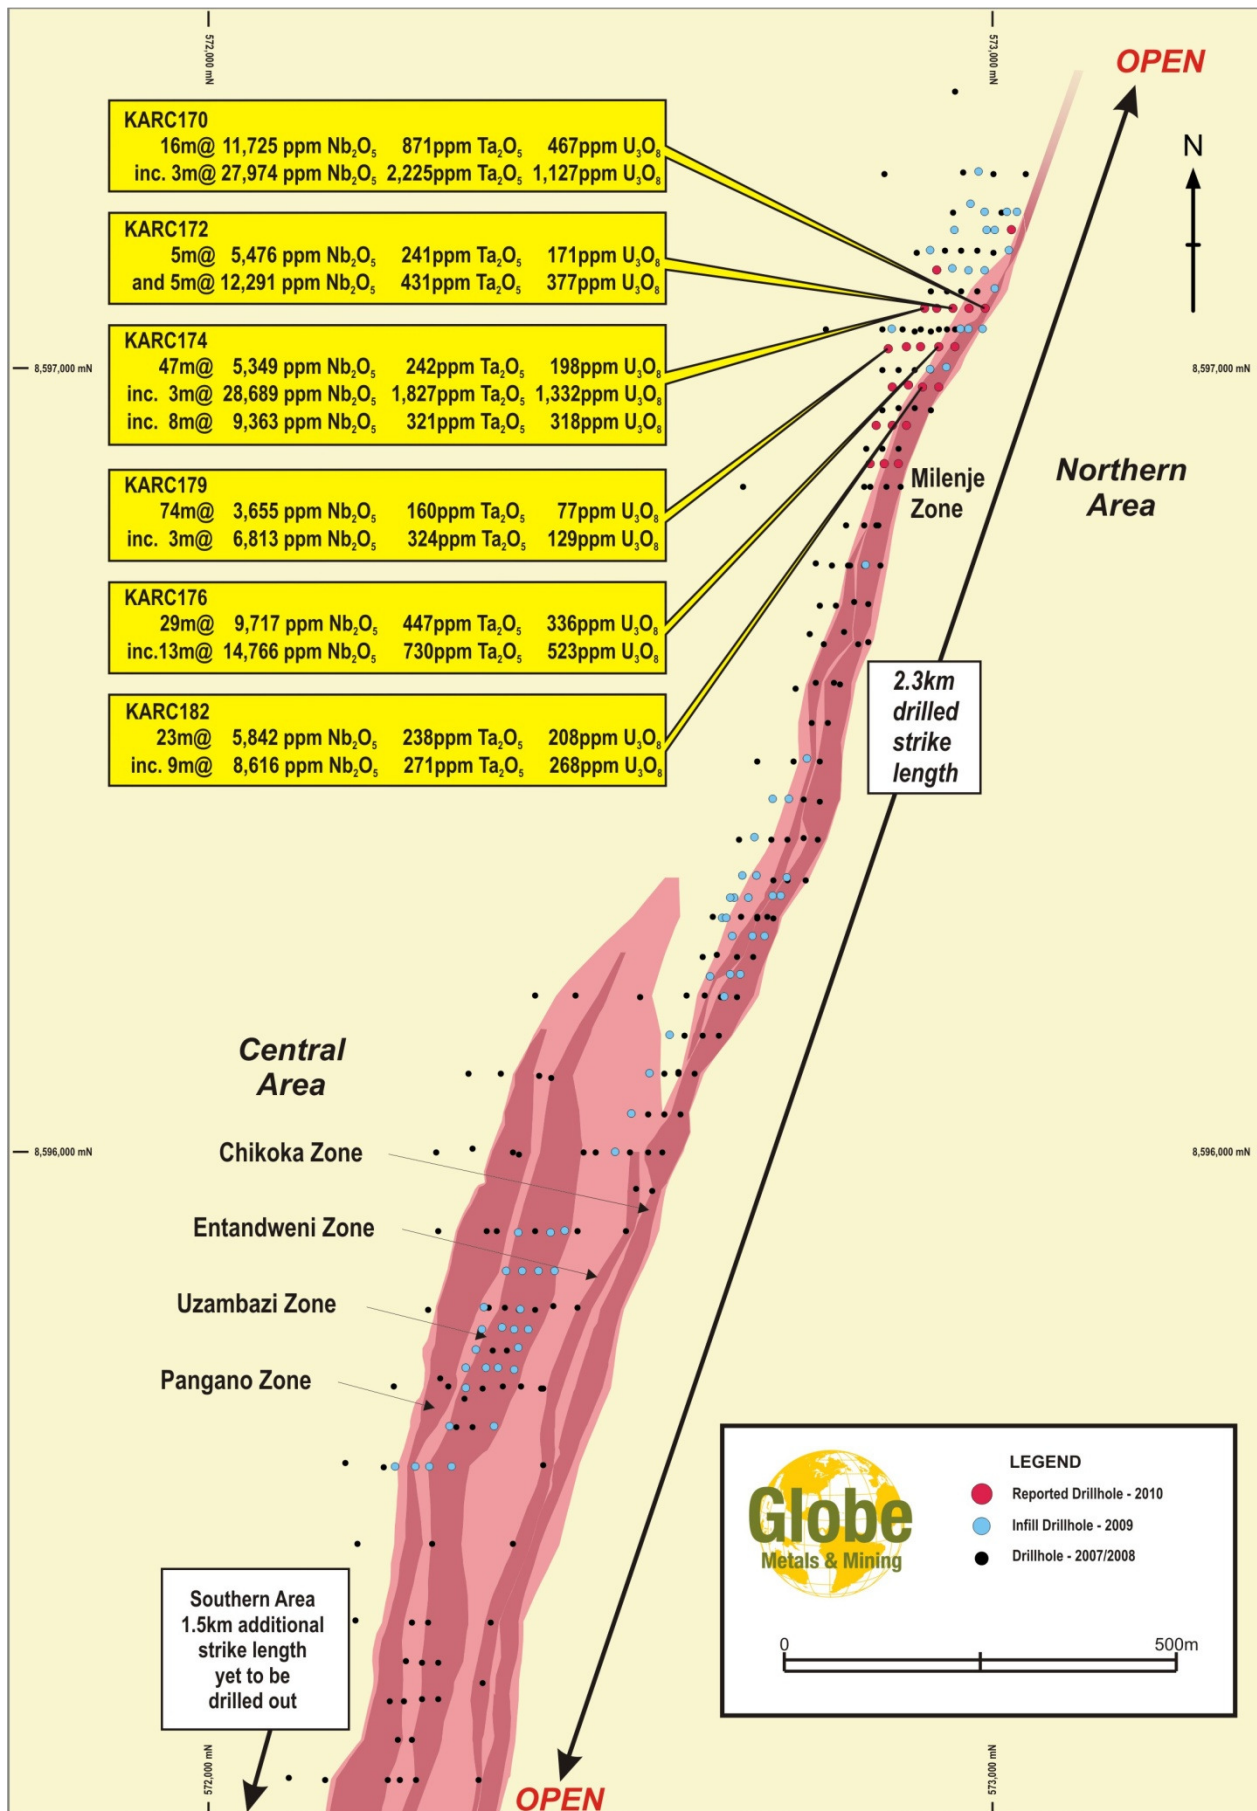 572,000 mN
573,000 mN
OPEN
N
KARC170
16m@ 11,725 ppm Nb₂O₅ 871ppm Ta₂O₅ 467ppm U₃O₈
inc. 3m@ 27,974 ppm Nb₂O₅ 2,225ppm Ta₂O₅ 1,127ppm U₃O₈
KARC172
5m@ 5,476 ppm Nb₂O₅ 241ppm Ta₂O₅ 171ppm U₃O₈
and 5m@ 12,291 ppm Nb₂O₅ 431ppm Ta₂O₅ 377ppm U₃O₈
KARC174
47m@ 5,349 ppm Nb₂O₅ 242ppm Ta₂O₅ 198ppm U₃O₈
inc. 3m@ 28,689 ppm Nb₂O₅ 1,827ppm Ta₂O₅ 1,332ppm U₃O₈
inc. 8m@ 9,363 ppm Nb₂O₅ 321ppm Ta₂O₅ 318ppm U₃O₈
8,597,000 mN
8,597,000 mN
KARC179
74m@ 3,655 ppm Nb₂O₅ 160ppm Ta₂O₅ 77ppm U₃O₈
inc. 3m@ 6,813 ppm Nb₂O₅ 324ppm Ta₂O₅ 129ppm U₃O₈
Milenje
Zone
Northern
Area
KARC176
29m@ 9,717 ppm Nb₂O₅ 447ppm Ta₂O₅ 336ppm U₃O₈
inc.13m@ 14,766 ppm Nb₂O₅ 730ppm Ta₂O₅ 523ppm U₃O₈
KARC182
23m@ 5,842 ppm Nb₂O₅ 238ppm Ta₂O₅ 208ppm U₃O₈
inc. 9m@ 8,616 ppm Nb₂O₅ 271ppm Ta₂O₅ 268ppm U₃O₈
2.3km
drilled
strike
length
Central
Area
Chikoka Zone
8,596,000 mN
8,596,000 mN
Entandweni Zone
Uzambazi Zone
Pangano Zone
Globe
Metals & Mining
LEGEND
Reported Drillhole - 2010
Infill Drillhole - 2009
Drillhole - 2007/2008
0 500m
Southern Area
1.5km additional
strike length
yet to be
drilled out
572,000 mN
OPEN
573,000 mN